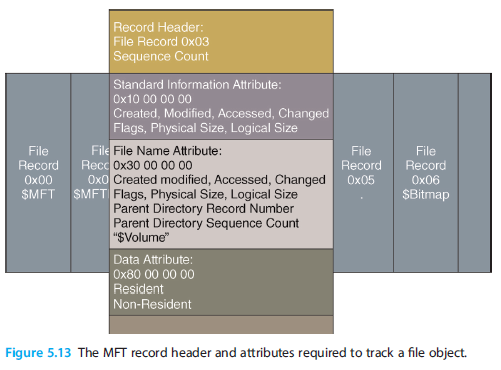 Record Header:
File Record 0x03
Sequence Count
Standard Information Attribute:
0x10 00 00 00
Created, Modified, Accessed, Changed
Flags, Physical Size, Logical Size
File Name Attribute:
0x30 00 00 00
Created modified, Accessed, Changed
Flags, Physical Size, Logical Size
Parent Directory Record Number
Parent Directory Sequence Count
"$Volume"
Data Attribute:
0x80 00 00 00
Resident
Non-Resident
File
Record
0x00
$MFT
File
$MFT
File
Record
0x05
.
File
Record
0x06
$Bitmap
Figure 5.13 The MFT record header and attributes required to track a file object.